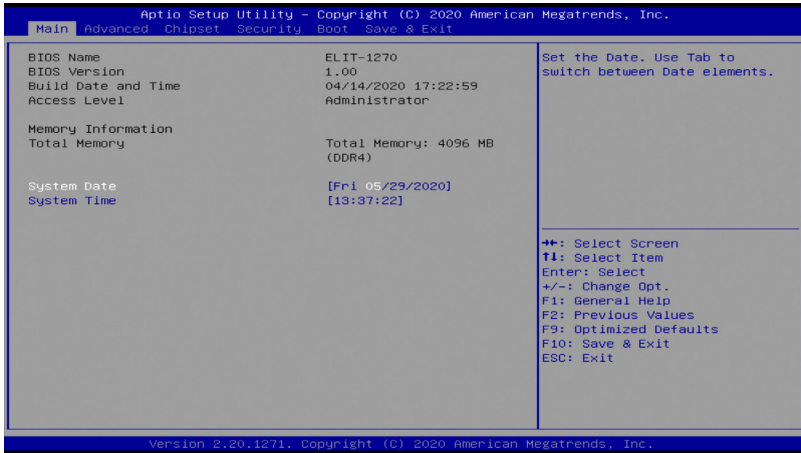 Aptio Setup Utility – Copyright (C) 2020 American Megatrends, Inc.
Main Advanced Chipset Security Boot Save & Exit
BIOS Name ELIT-1270
BIOS Version 1.00
Build Date and Time 04/14/2020 17:22:59
Access Level Administrator
Memory Information
Total Memory Total Memory: 4096 MB
(DDR4)
System Date [Fri 05/29/2020]
System Time [13:37:22]
Set the Date. Use Tab to
switch between Date elements.
→←: Select Screen
↑↓: Select Item
Enter: Select
+/-: Change Opt.
F1: General Help
F2: Previous Values
F9: Optimized Defaults
F10: Save & Exit
ESC: Exit
Version 2.20.1271. Copyright (C) 2020 American Megatrends, Inc.